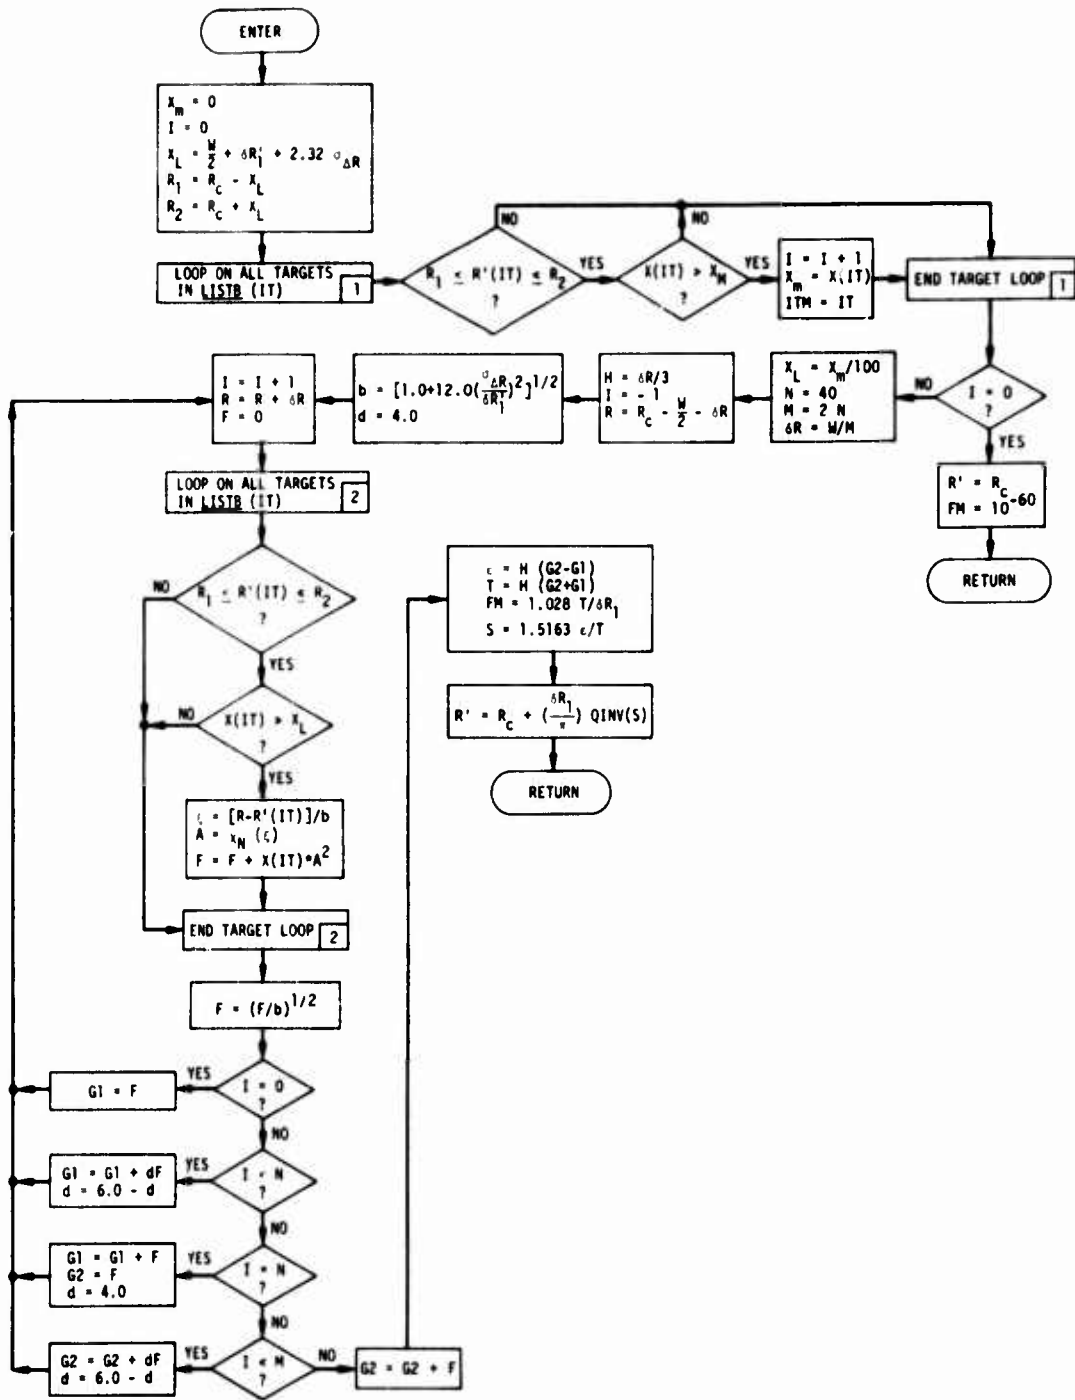 ENTER
X_m = 0
I = 0
X_L = W/2 + δR'_1 + 2.32 σ_ΔR
R_1 = R_c - X_L
R_2 = R_c + X_L
LOOP ON ALL TARGETS
IN LISTB (IT) 1
R_1 ≤ R'(IT) ≤ R_2
?
NO
YES
X(IT) > X_M
?
NO
YES
I = I + 1
X_m = X(IT)
ITM = IT
END TARGET LOOP 1
I = 0
?
NO
YES
R' = R_c
FM = 10^-60
RETURN
X_L = X_m/100
N = 40
M = 2 N
δR = W/M
H = δR/3
I = - 1
R = R_c - W/2 - δR
b = [1.0+12.0(σ_ΔR/δR'_1)^2]^1/2
d = 4.0
I = I + 1
R = R + δR
F = 0
LOOP ON ALL TARGETS
IN LISTB (IT) 2
R_1 ≤ R'(IT) ≤ R_2
?
NO
YES
X(IT) > X_L
?
NO
YES
ξ = [R-R'(IT)]/b
A = χ_N (ξ)
F = F + X(IT)*A^2
END TARGET LOOP 2
F = (F/b)^1/2
I = 0
?
YES
NO
G1 = F
I < N
?
YES
NO
G1 = G1 + dF
d = 6.0 - d
I = N
?
YES
NO
G1 = G1 + F
G2 = F
d = 4.0
I < M
?
YES
NO
G2 = G2 + dF
d = 6.0 - d
G2 = G2 + F
ε = H (G2-G1)
T = H (G2+G1)
FM = 1.028 T/δR_1
S = 1.5163 ε/T
R' = R_c + (δR_1/π) QINV(S)
RETURN